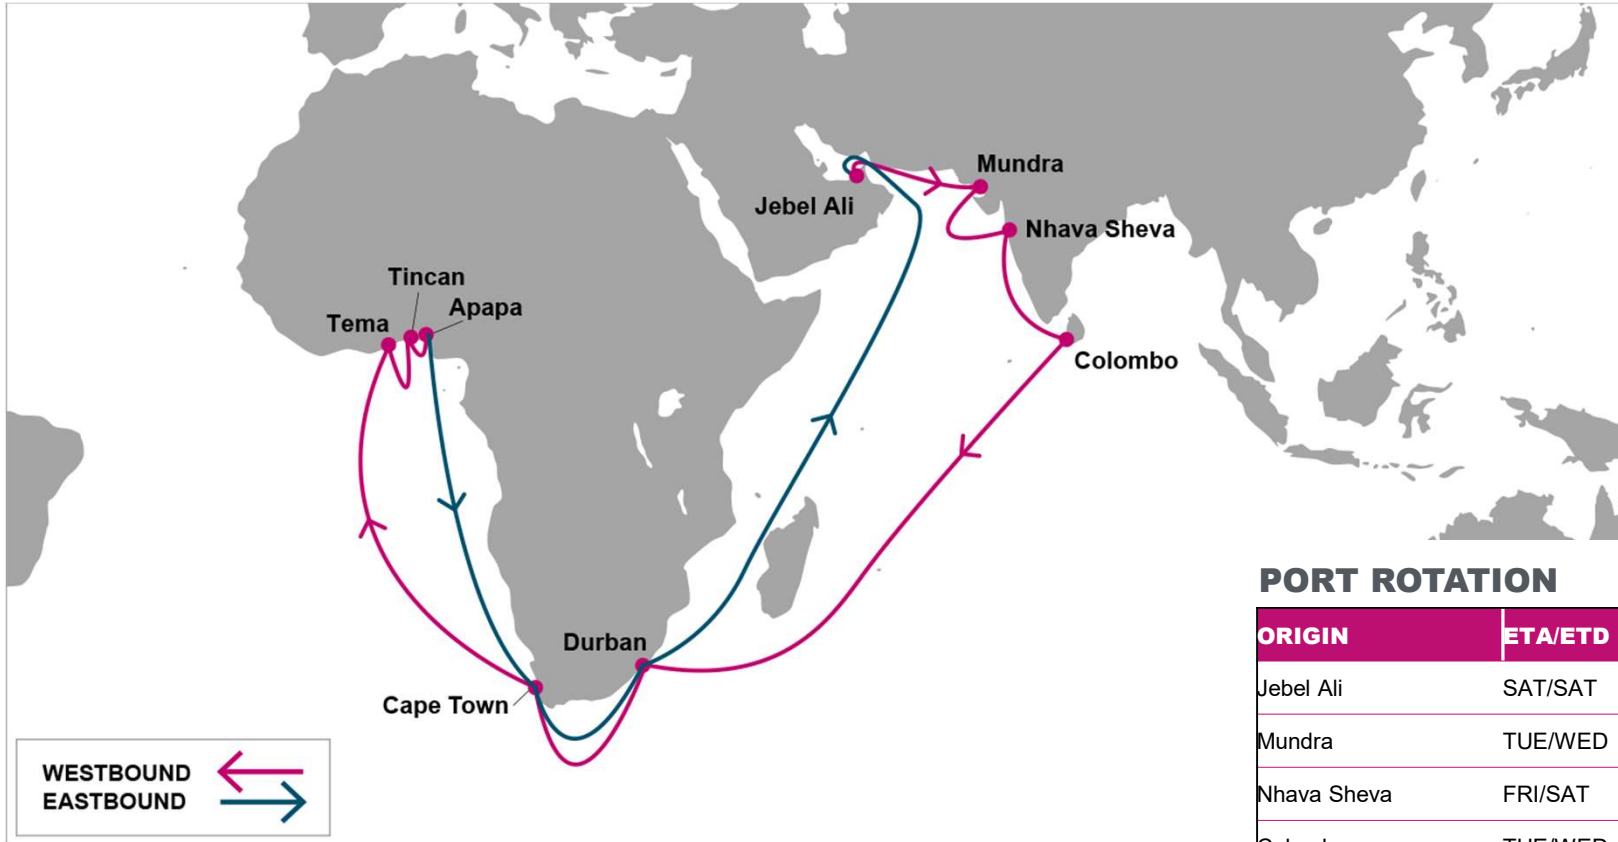 Mundra
Jebel Ali
Nhava Sheva
Tincan
Apapa
Tema
Colombo
Durban
Cape Town
WESTBOUND
EASTBOUND
PORT ROTATION
ORIGIN ETA/ETD
Jebel Ali SAT/SAT
Mundra TUE/WED
Nhava Sheva FRI/SAT